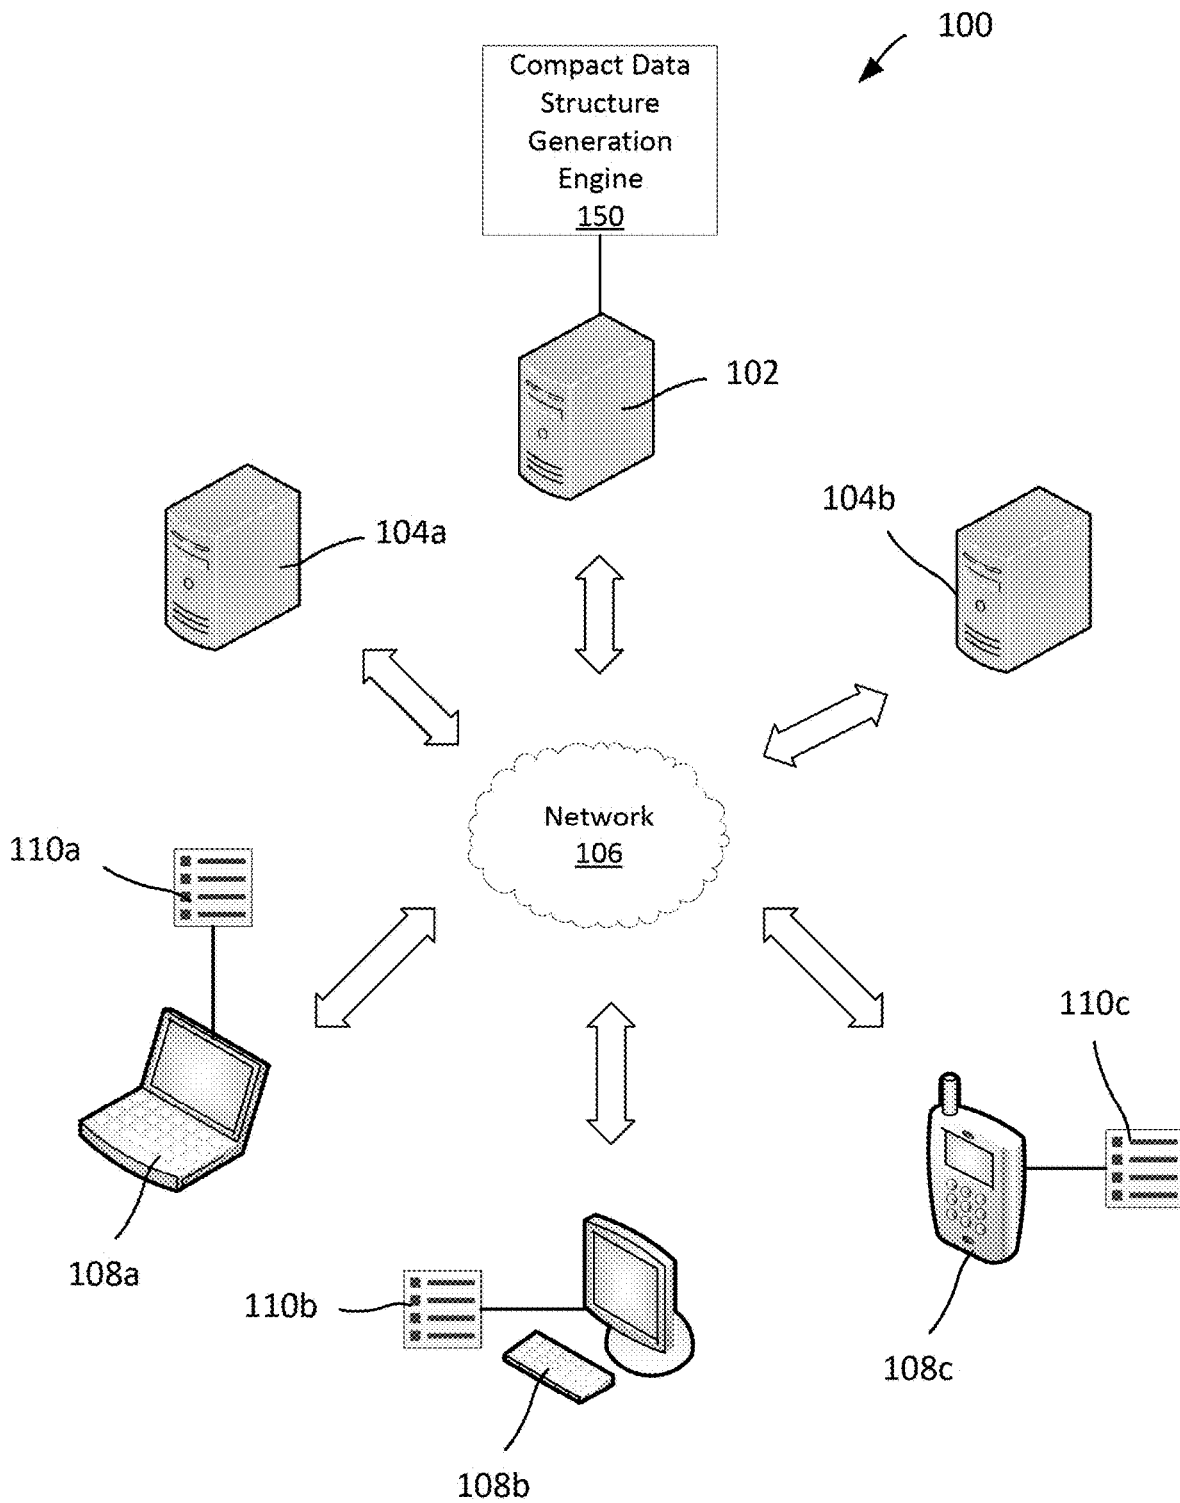 100
Compact Data
Structure
Generation
Engine
150
102
104a
104b
Network
106
110a
110c
108a
110b
108c
108b